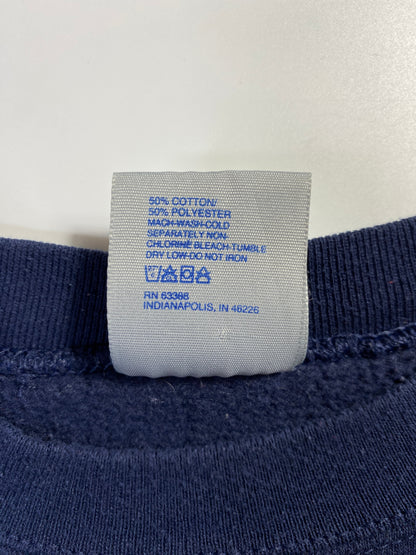 50% COTTON/
50% POLYESTER
MACH-WASH-COLD
SEPARATELY NON-
CHLORINE BLEACH-TUMBLE
DRY LOW-DO NOT IRON
RN 63368
INDIANAPOLIS, IN 46226